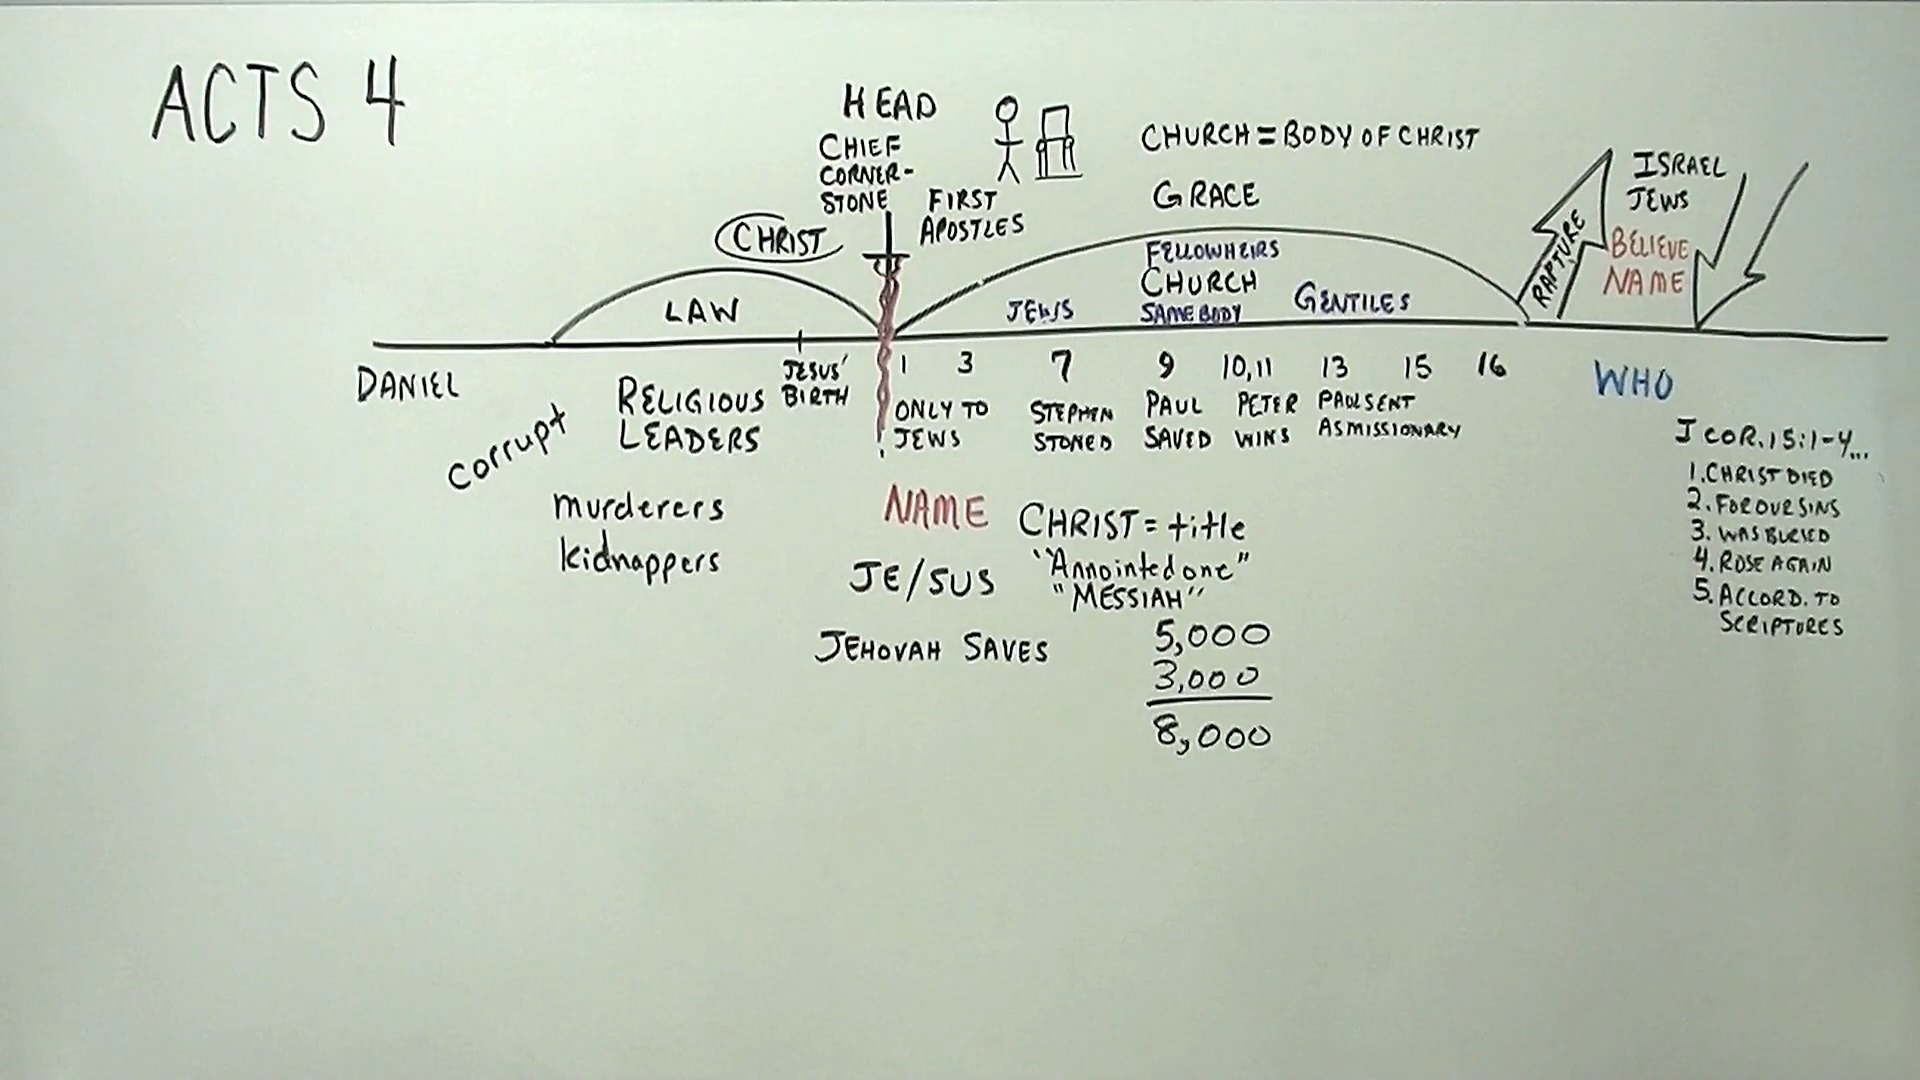 ACTS 4
HEAD
CHIEF
CORNER-
STONE
FIRST
APOSTLES
CHRIST
LAW
CHURCH = BODY OF CHRIST
GRACE
FELLOWHEIRS
CHURCH
SAME BODY
JEWS
GENTILES
RAPTURE
ISRAEL
JEWS
BELIEVE
NAME
DANIEL
corrupt
RELIGIOUS
LEADERS
murderers
kidnappers
JESUS'
BIRTH
1 3 7 9 10,11 13 15 16
ONLY TO
JEWS
STEPHEN
STONED
PAUL
SAVED
PETER
WINS
PAUL SENT
AS MISSIONARY
WHO
NAME
JE/SUS
JEHOVAH SAVES
CHRIST = title
"Annointed one"
"MESSIAH"
5,000
3,000
8,000
I COR. 15:1-4...
1. CHRIST DIED
2. FOR OUR SINS
3. WAS BURIED
4. ROSE AGAIN
5. ACCORD. TO
SCRIPTURES